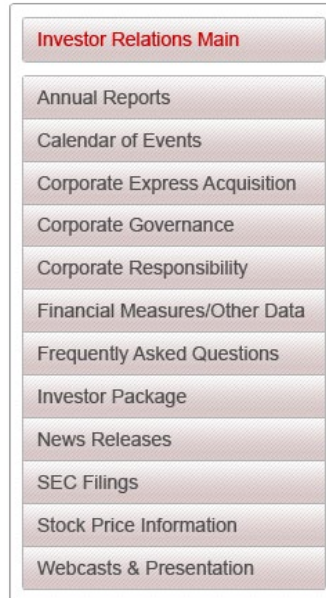 Investor Relations Main
Annual Reports
Calendar of Events
Corporate Express Acquisition
Corporate Governance
Corporate Responsibility
Financial Measures/Other Data
Frequently Asked Questions
Investor Package
News Releases
SEC Filings
Stock Price Information
Webcasts & Presentation